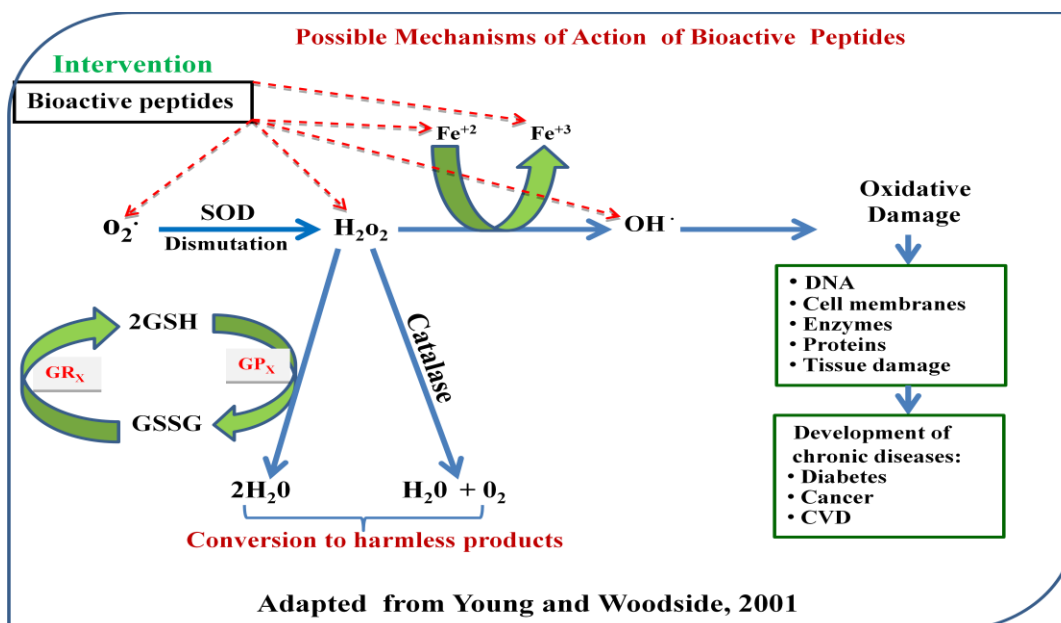 Possible Mechanisms of Action of Bioactive Peptides
Intervention
Bioactive peptides
Fe+2
Fe+3
Oxidative
Damage
o2·
SOD
Dismutation
H2o2
OH ·
• DNA
• Cell membranes
• Enzymes
• Proteins
• Tissue damage
2GSH
GRX
GPX
GSSG
Catalase
Development of
chronic diseases:
• Diabetes
• Cancer
• CVD
2H20
H20 + 02
Conversion to harmless products
Adapted from Young and Woodside, 2001